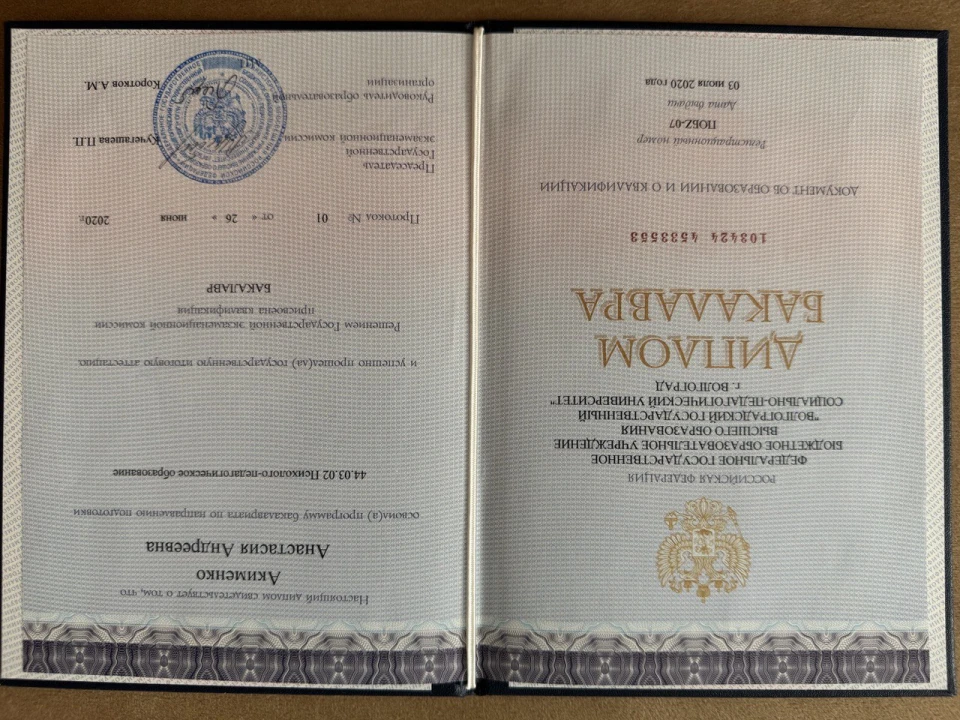 РОССИЙСКАЯ ФЕДЕРАЦИЯ
ФЕДЕРАЛЬНОЕ ГОСУДАРСТВЕННОЕ
БЮДЖЕТНОЕ ОБРАЗОВАТЕЛЬНОЕ УЧРЕЖДЕНИЕ
ВЫСШЕГО ОБРАЗОВАНИЯ
"ВОЛГОГРАДСКИЙ ГОСУДАРСТВЕННЫЙ
СОЦИАЛЬНО-ПЕДАГОГИЧЕСКИЙ УНИВЕРСИТЕТ"
г. ВОЛГОГРАД
ДИПЛОМ
БАКАЛАВРА
103424 4533553
ДОКУМЕНТ ОБ ОБРАЗОВАНИИ И О КВАЛИФИКАЦИИ
Регистрационный номер
ПОБZ-07
Дата выдачи
03 июля 2020 года
Настоящий диплом свидетельствует о том, что
Акименко
Анастасия Андреевна
освоил(а) программу бакалавриата по направлению подготовки
44.03.02 Психолого-педагогическое образование
и успешно прошёл(ла) государственную итоговую аттестацию.
Решением Государственной экзаменационной комиссии
присвоена квалификация
БАКАЛАВР
Протокол № 01 от « 26 » июня 2020г.
Председатель
Государственной
экзаменационной комиссии Кучегашева П.П.
Руководитель образовательной
организации Коротков А.М.